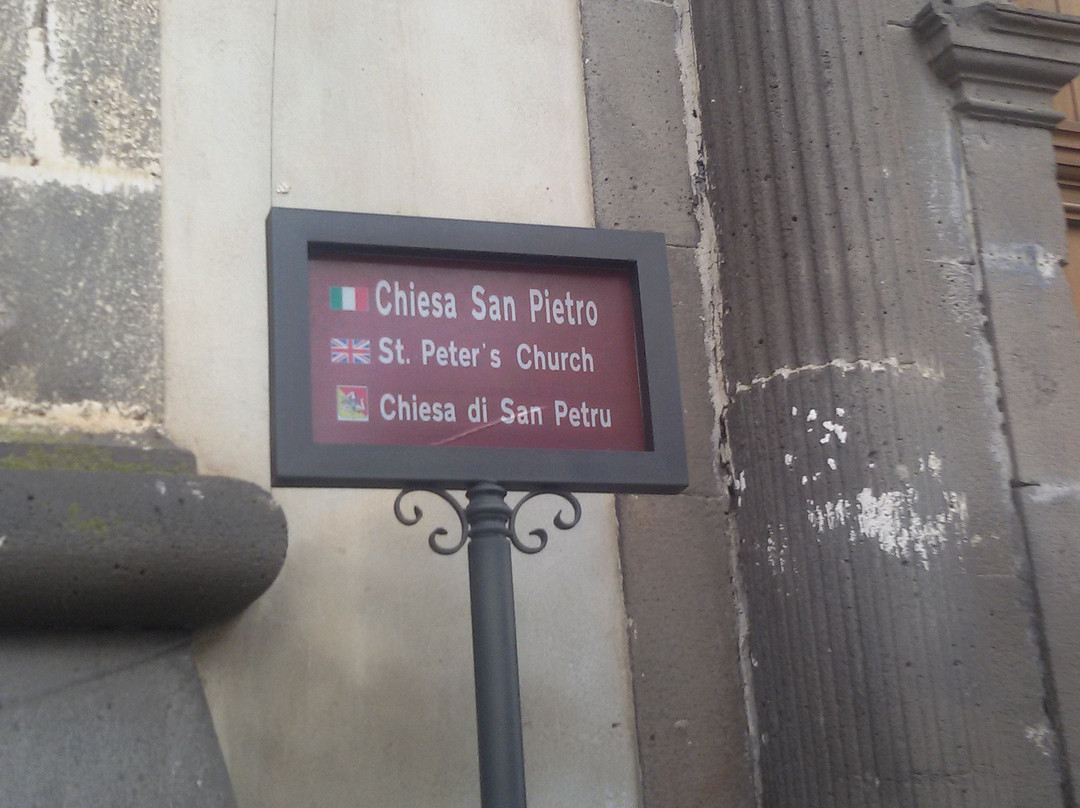 Chiesa San Pietro
St. Peter's Church
Chiesa di San Petru